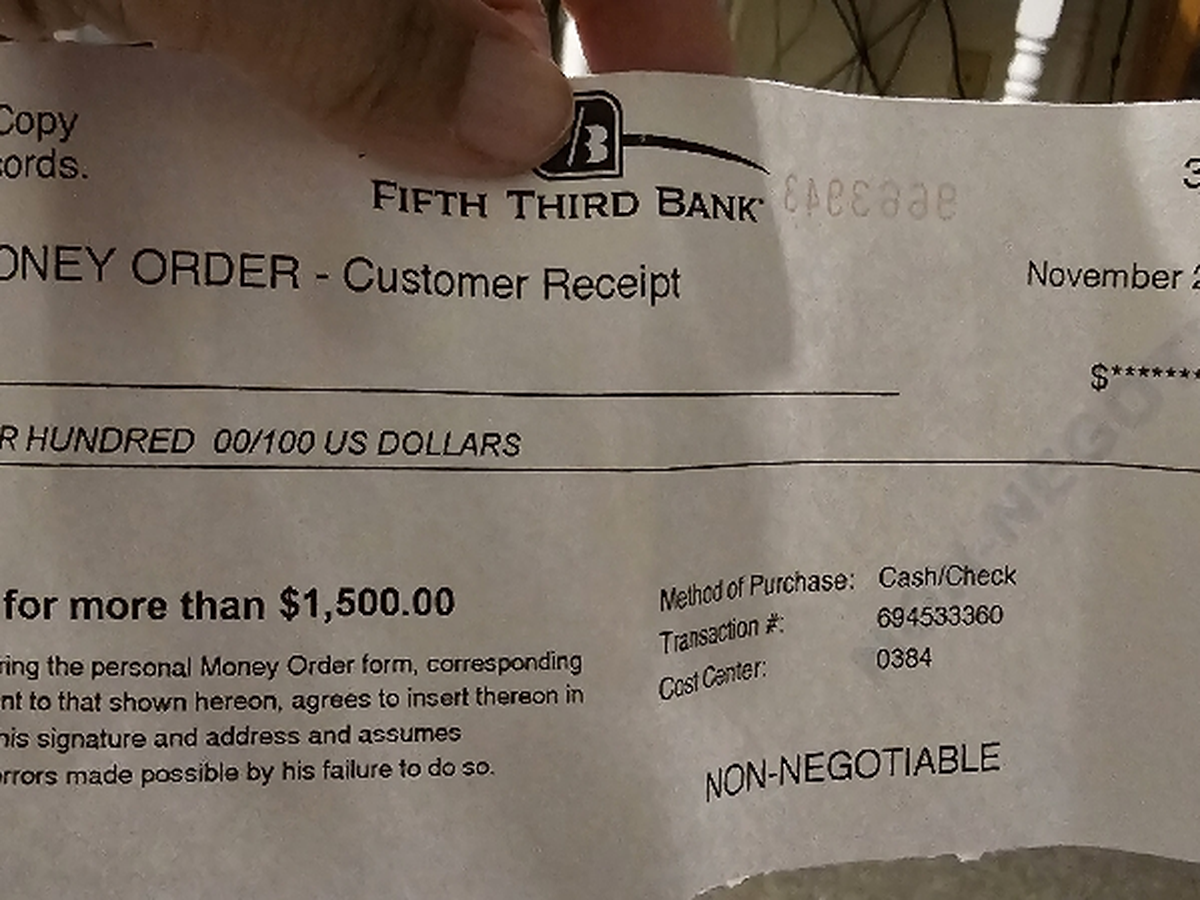 Copy
cords.
FIFTH THIRD BANK
9663943
3
ONEY ORDER - Customer Receipt
November 2
$*******
R HUNDRED 00/100 US DOLLARS
for more than $1,500.00
Method of Purchase: Cash/Check
Transaction #: 694533360
Cost Center: 0384
ring the personal Money Order form, corresponding
nt to that shown hereon, agrees to insert thereon in
his signature and address and assumes
errors made possible by his failure to do so.
NON-NEGOTIABLE